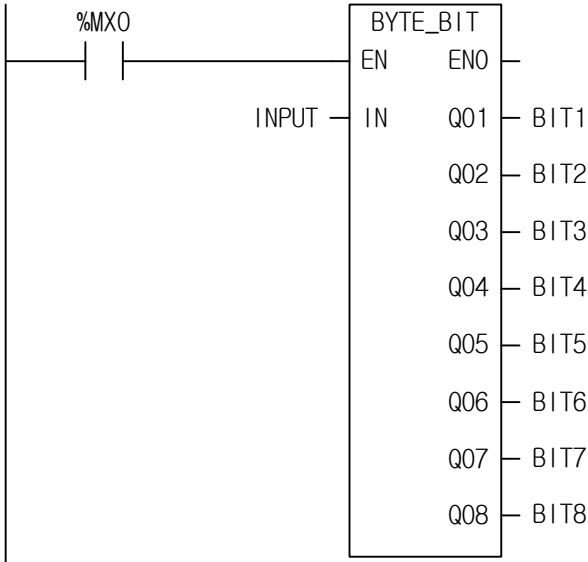 %MX0 BYTE_BIT
EN ENO
INPUT IN Q01 BIT1
Q02 BIT2
Q03 BIT3
Q04 BIT4
Q05 BIT5
Q06 BIT6
Q07 BIT7
Q08 BIT8